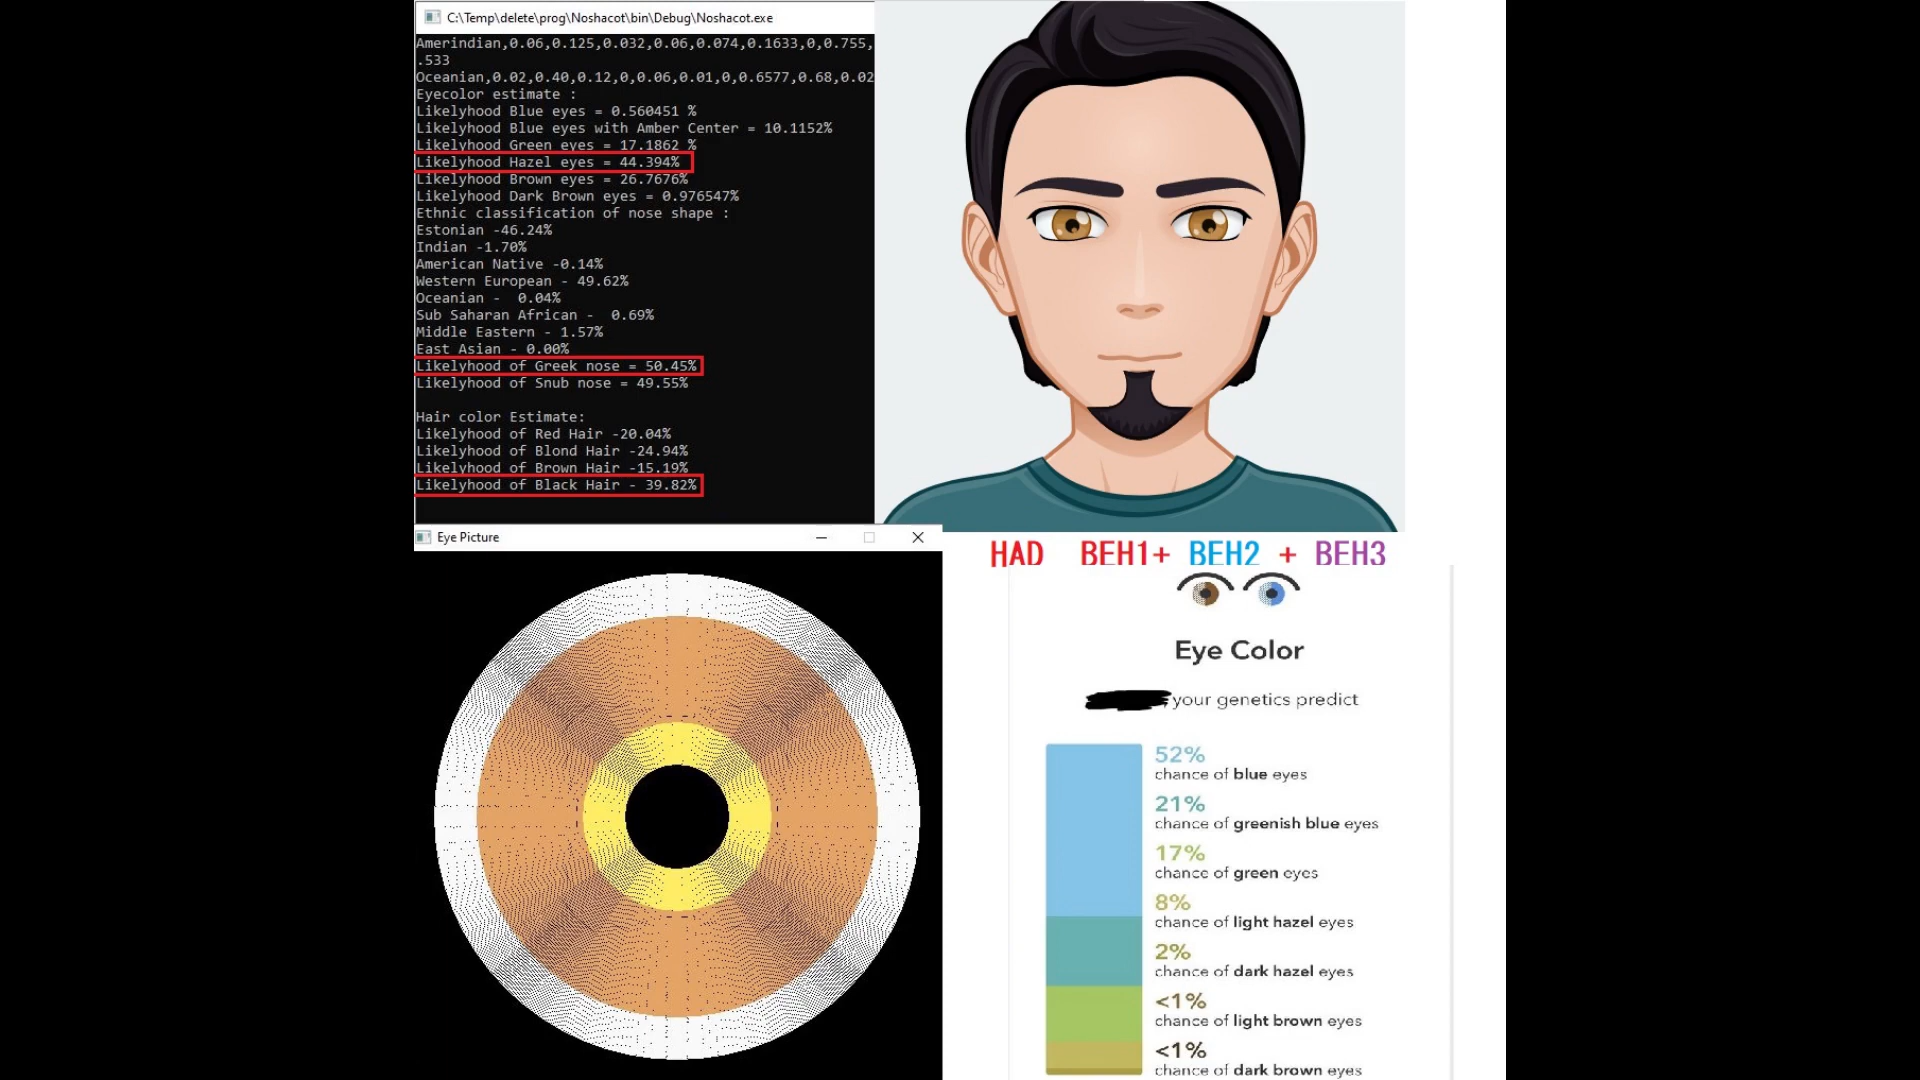 C:\Temp\delete\prog\Noshacot\bin\Debug\Noshacot.exe
Amerindian,0.06,0.125,0.032,0.06,0.074,0.1633,0,0.755,
.533
Oceanian,0.02,0.40,0.12,0,0.06,0.01,0,0.6577,0.68,0.02
Eyecolor estimate :
Likelyhood Blue eyes = 0.560451 %
Likelyhood Blue eyes with Amber Center = 10.1152%
Likelyhood Green eyes = 17.1862 %
Likelyhood Hazel eyes = 44.394%
Likelyhood Brown eyes = 26.7676%
Likelyhood Dark Brown eyes = 0.976547%
Ethnic classification of nose shape :
Estonian -46.24%
Indian -1.70%
American Native -0.14%
Western European - 49.62%
Oceanian -  0.04%
Sub Saharan African -  0.69%
Middle Eastern - 1.57%
East Asian - 0.00%
Likelyhood of Greek nose = 50.45%
Likelyhood of Snub nose = 49.55%
Hair color Estimate:
Likelyhood of Red Hair -20.04%
Likelyhood of Blond Hair -24.94%
Likelyhood of Brown Hair -15.19%
Likelyhood of Black Hair - 39.82%
Eye Picture
HAD BEH1+ BEH2 + BEH3
Eye Color
your genetics predict
52%
chance of blue eyes
21%
chance of greenish blue eyes
17%
chance of green eyes
8%
chance of light hazel eyes
2%
chance of dark hazel eyes
<1%
chance of light brown eyes
<1%
chance of dark brown eyes